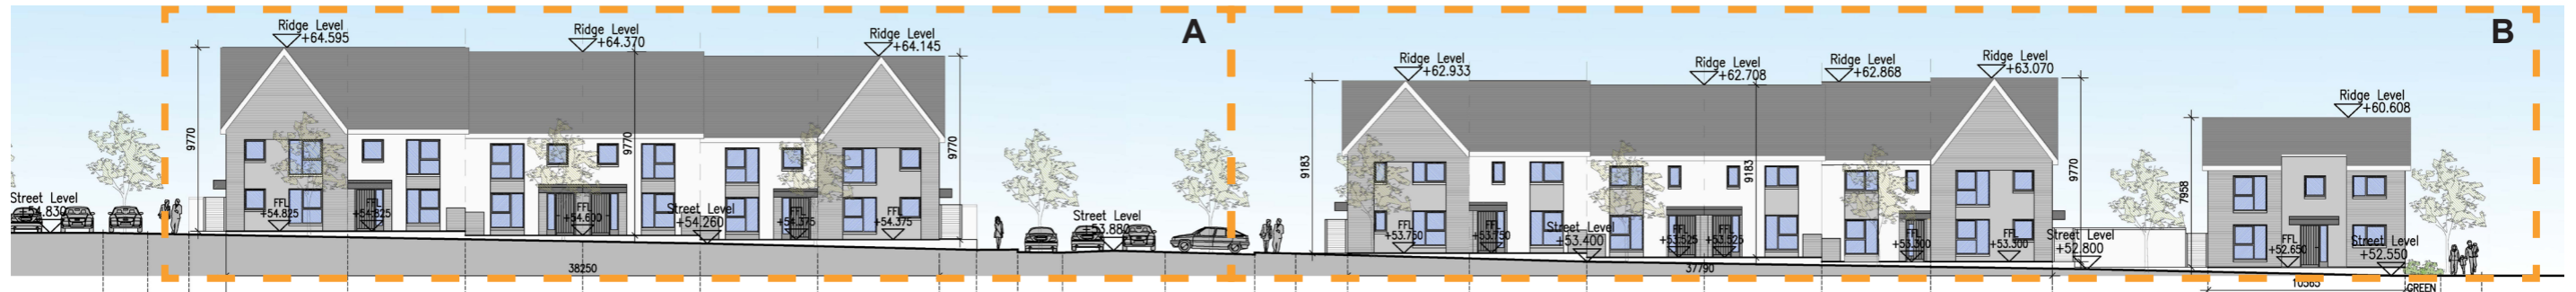 A
B
Ridge Level
+64.595
Ridge Level
+64.370
Ridge Level
+64.145
Ridge Level
+62.933
Ridge Level
+62.708
Ridge Level
+62.868
Ridge Level
+63.070
Ridge Level
+60.608
9770
9770
9770
9183
9183
9770
7958
Street Level
FFL
+54.825
FFL
+54.825
FFL
+54.600
Street Level
+54.260
FFL
+54.375
FFL
+54.375
Street Level
+53.880
FFL
+53.750
Street Level
+53.400
FFL
+53.525
FFL
+53.525
FFL
+53.300
FFL
+53.300
Street Level
+52.800
FFL
+52.650
Street Level
+52.550
38250
37790
10565
GREEN